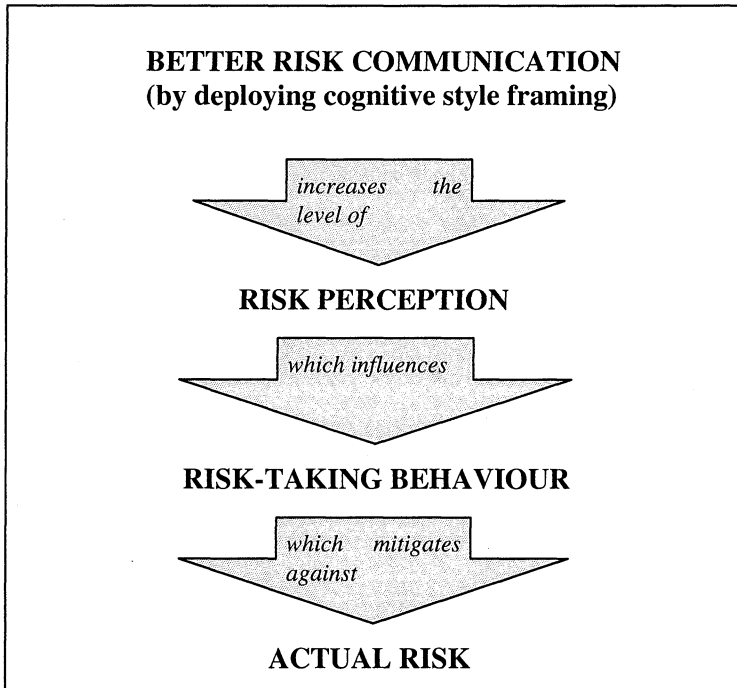 BETTER RISK COMMUNICATION
(by deploying cognitive style framing)
increases the
level of
RISK PERCEPTION
which influences
RISK-TAKING BEHAVIOUR
which mitigates
against
ACTUAL RISK